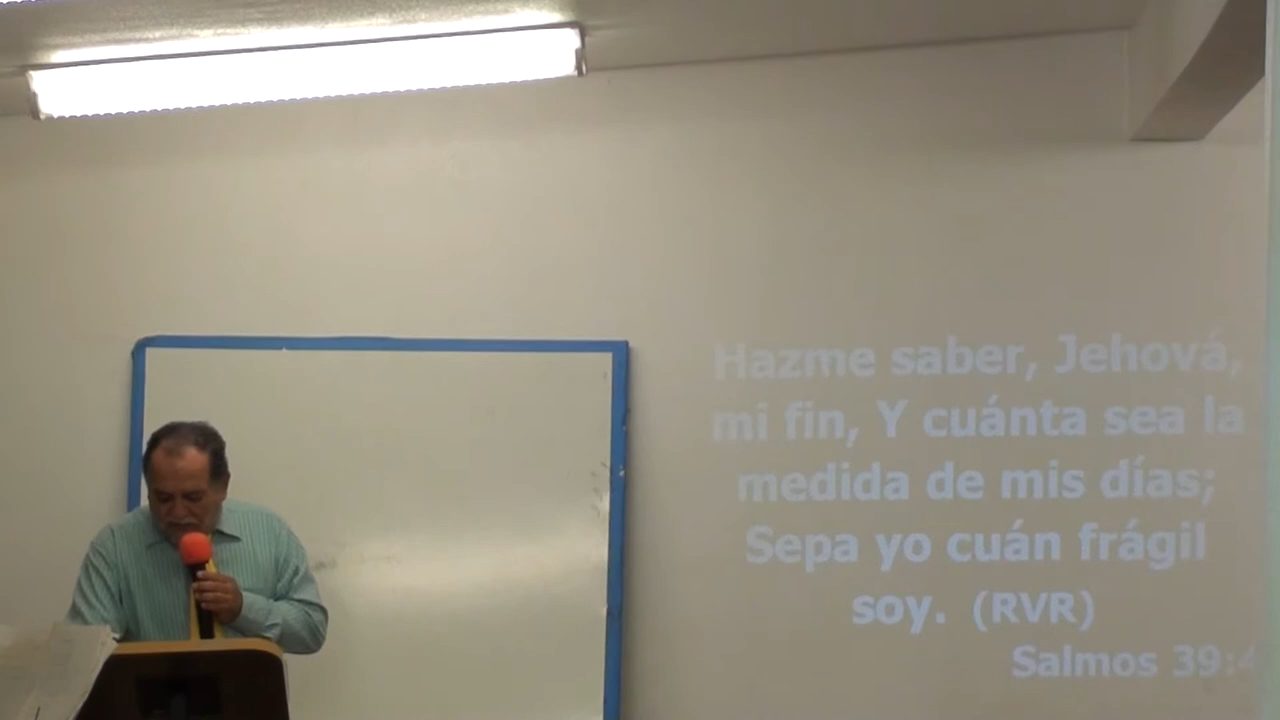 Hazme saber, Jehová,
mi fin, Y cuánta sea la
medida de mis días;
Sepa yo cuán frágil
soy. (RVR)
Salmos 39:4